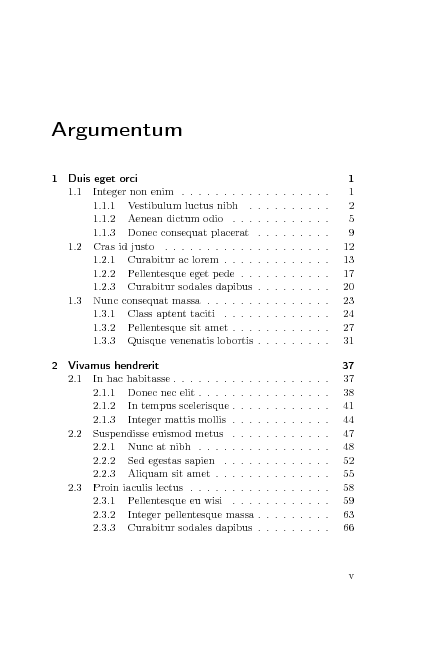 Argumentum
1 Duis eget orci 1
1.1 Integer non enim . . . . . . . . . . . . . . . . . . 1
1.1.1 Vestibulum luctus nibh . . . . . . . . . . 2
1.1.2 Aenean dictum odio . . . . . . . . . . . . 5
1.1.3 Donec consequat placerat . . . . . . . . . 9
1.2 Cras id justo . . . . . . . . . . . . . . . . . . . . 12
1.2.1 Curabitur ac lorem . . . . . . . . . . . . . 13
1.2.2 Pellentesque eget pede . . . . . . . . . . . 17
1.2.3 Curabitur sodales dapibus . . . . . . . . . 20
1.3 Nunc consequat massa . . . . . . . . . . . . . . . 23
1.3.1 Class aptent taciti . . . . . . . . . . . . . 24
1.3.2 Pellentesque sit amet . . . . . . . . . . . . 27
1.3.3 Quisque venenatis lobortis . . . . . . . . . 31
2 Vivamus hendrerit 37
2.1 In hac habitasse . . . . . . . . . . . . . . . . . . . 37
2.1.1 Donec nec elit . . . . . . . . . . . . . . . . 38
2.1.2 In tempus scelerisque . . . . . . . . . . . . 41
2.1.3 Integer mattis mollis . . . . . . . . . . . . 44
2.2 Suspendisse euismod metus . . . . . . . . . . . . 47
2.2.1 Nunc at nibh . . . . . . . . . . . . . . . . 48
2.2.2 Sed egestas sapien . . . . . . . . . . . . . 52
2.2.3 Aliquam sit amet . . . . . . . . . . . . . . 55
2.3 Proin iaculis lectus . . . . . . . . . . . . . . . . . 58
2.3.1 Pellentesque eu wisi . . . . . . . . . . . . 59
2.3.2 Integer pellentesque massa . . . . . . . . . 63
2.3.3 Curabitur sodales dapibus . . . . . . . . . 66
v